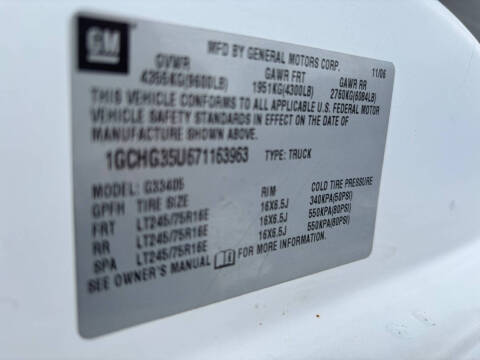 GM
MFD BY GENERAL MOTORS CORP. 11/06
GVWR GAWR FRT GAWR RR
4355KG(9600LB) 1951KG(4300LB) 2760KG(6084LB)
THIS VEHICLE CONFORMS TO ALL APPLICABLE U.S. FEDERAL MOTOR
VEHICLE SAFETY STANDARDS IN EFFECT ON THE DATE OF
MANUFACTURE SHOWN ABOVE.
1GCHG35U671163963 TYPE: TRUCK
MODEL: G33405
GPFH TIRE SIZE RIM COLD TIRE PRESSURE
FRT LT245/75R16E 16X6.5J 340KPA(50PSI)
RR LT245/75R16E 16X6.5J 550KPA(80PSI)
SPA LT245/75R16E 16X6.5J 550KPA(80PSI)
SEE OWNER'S MANUAL FOR MORE INFORMATION.